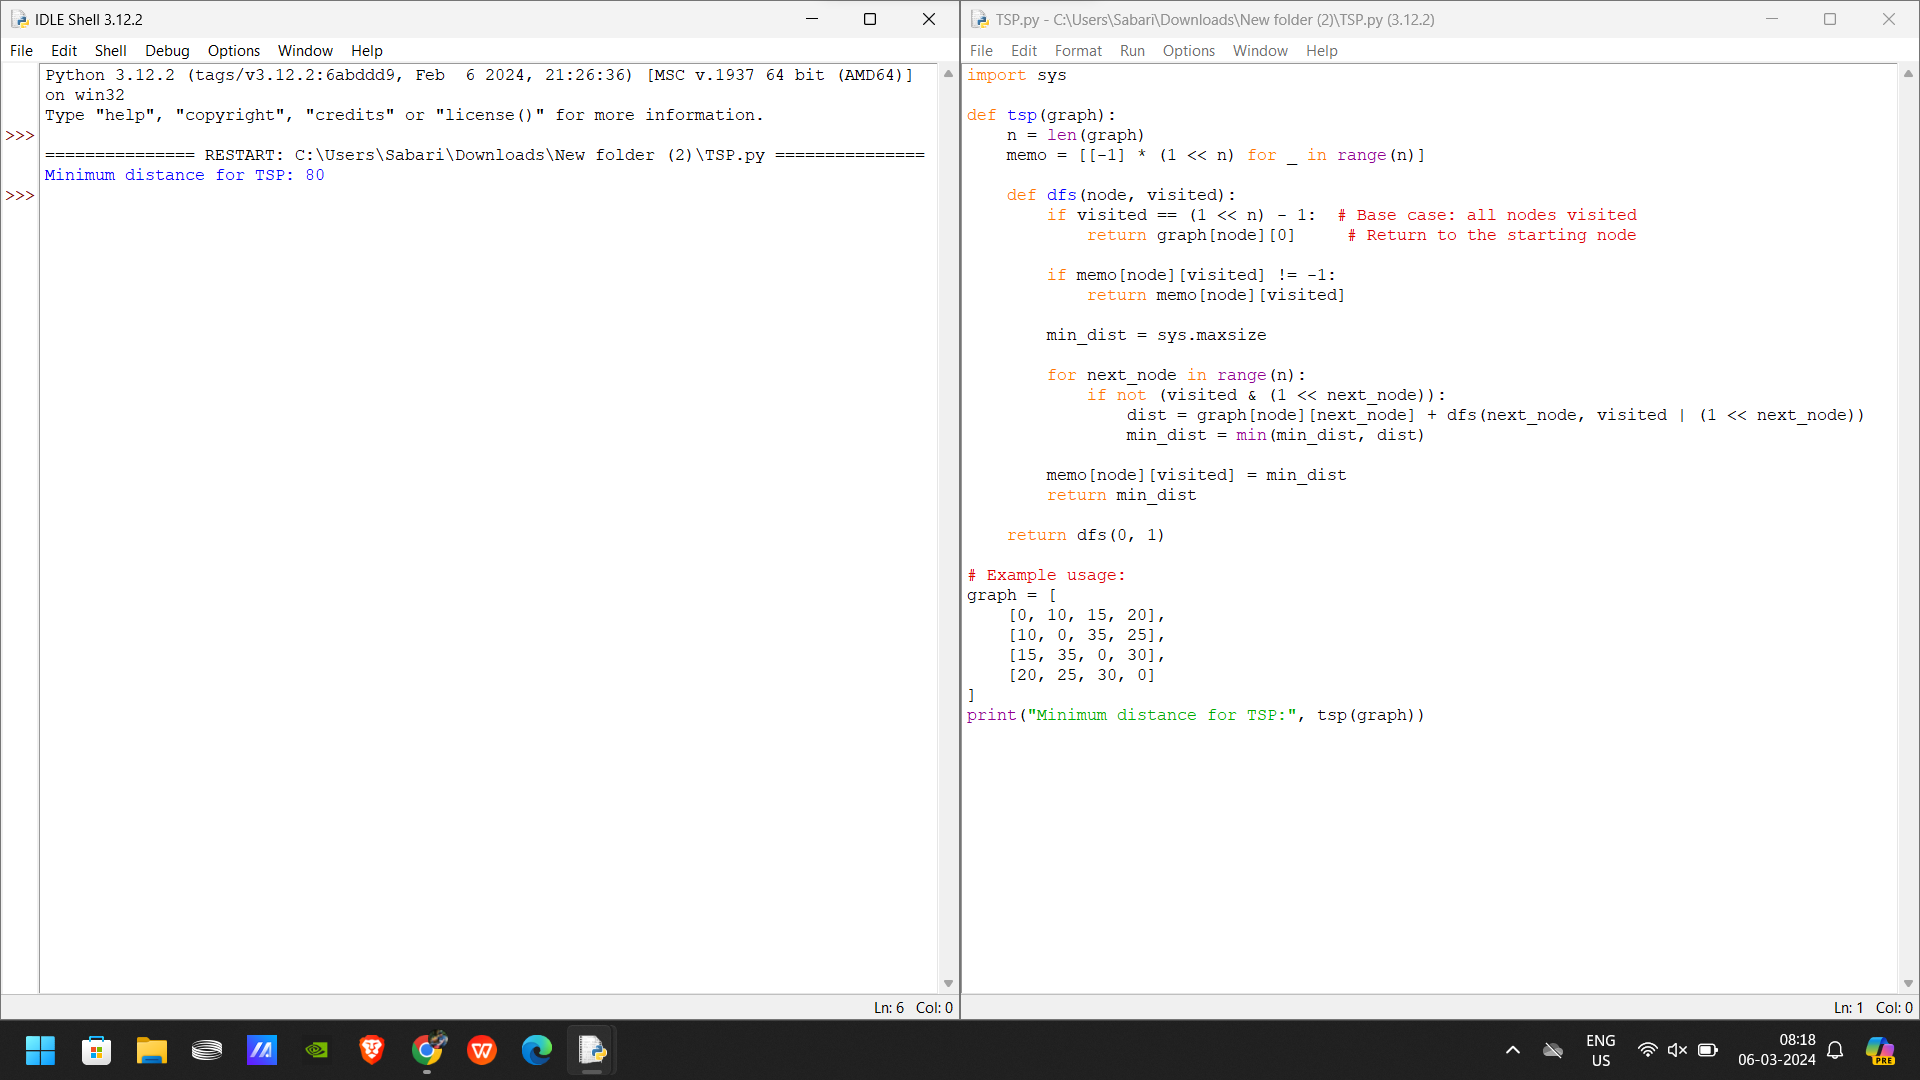 IDLE Shell 3.12.2
File Edit Shell Debug Options Window Help
Python 3.12.2 (tags/v3.12.2:6abddd9, Feb  6 2024, 21:26:36) [MSC v.1937 64 bit (AMD64)]
on win32
Type "help", "copyright", "credits" or "license()" for more information.
>>>
=============== RESTART: C:\Users\Sabari\Downloads\New folder (2)\TSP.py ===============
Minimum distance for TSP: 80
>>>
Ln: 6 Col: 0
TSP.py - C:\Users\Sabari\Downloads\New folder (2)\TSP.py (3.12.2)
File Edit Format Run Options Window Help
import sys

def tsp(graph):
    n = len(graph)
    memo = [[-1] * (1 << n) for _ in range(n)]

    def dfs(node, visited):
        if visited == (1 << n) - 1:  # Base case: all nodes visited
            return graph[node][0]     # Return to the starting node

        if memo[node][visited] != -1:
            return memo[node][visited]

        min_dist = sys.maxsize

        for next_node in range(n):
            if not (visited & (1 << next_node)):
                dist = graph[node][next_node] + dfs(next_node, visited | (1 << next_node))
                min_dist = min(min_dist, dist)

        memo[node][visited] = min_dist
        return min_dist

    return dfs(0, 1)

# Example usage:
graph = [
    [0, 10, 15, 20],
    [10, 0, 35, 25],
    [15, 35, 0, 30],
    [20, 25, 30, 0]
]
print("Minimum distance for TSP:", tsp(graph))
Ln: 1 Col: 0
W
ENG
US
08:18
06-03-2024
PRE